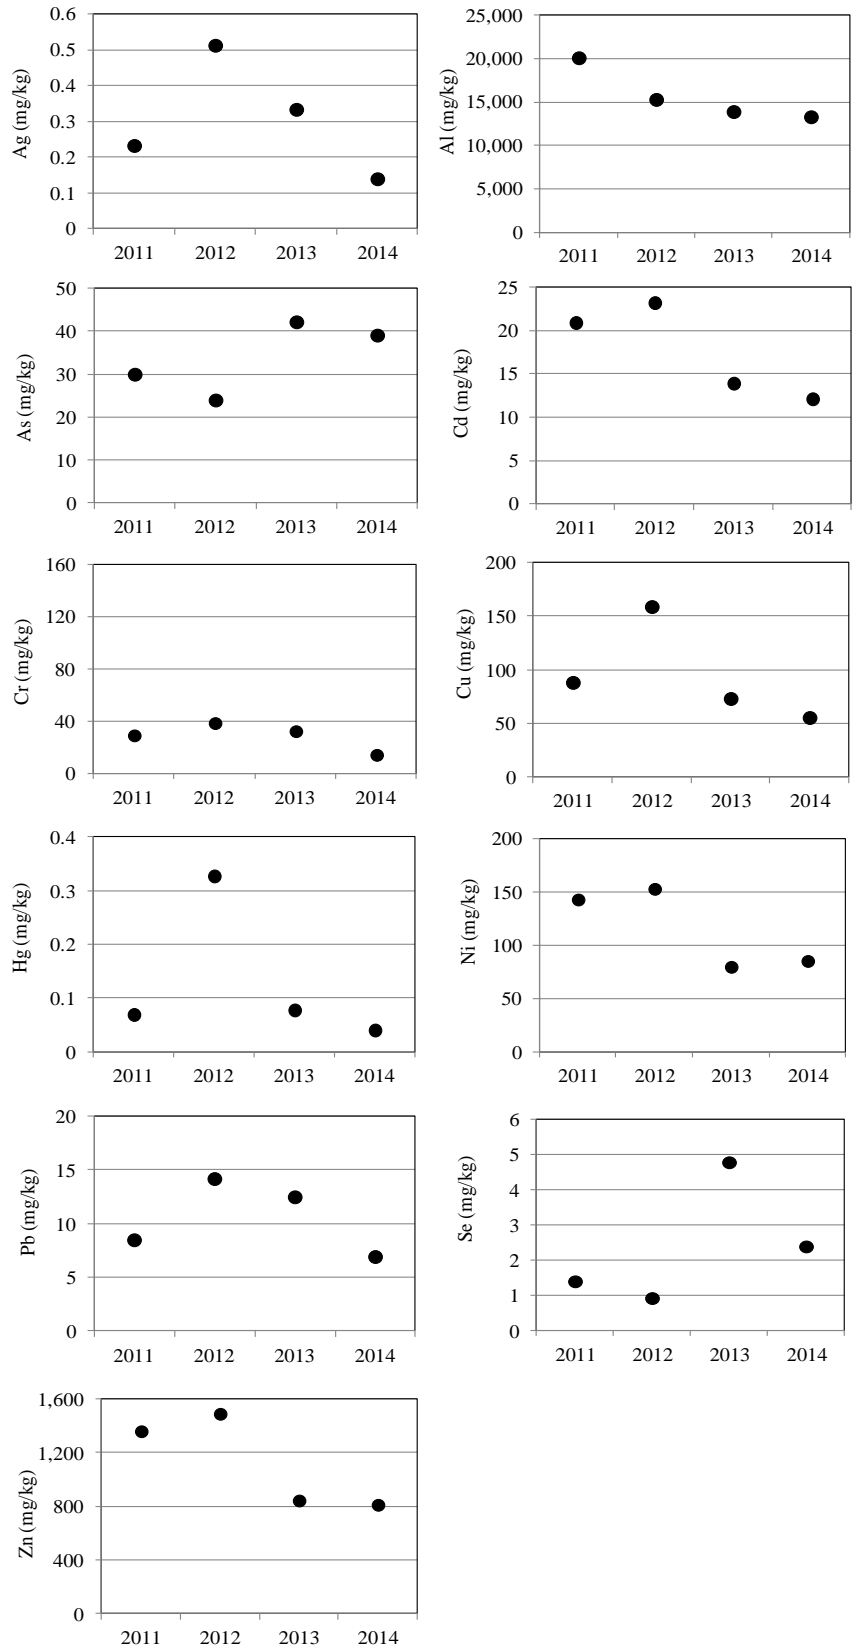 Ag (mg/kg)
0.6
0.5
0.4
0.3
0.2
0.1
0
2011 2012 2013 2014
Al (mg/kg)
25,000
20,000
15,000
10,000
5,000
0
2011 2012 2013 2014
As (mg/kg)
50
40
30
20
10
0
2011 2012 2013 2014
Cd (mg/kg)
25
20
15
10
5
0
2011 2012 2013 2014
Cr (mg/kg)
160
120
80
40
0
2011 2012 2013 2014
Cu (mg/kg)
200
150
100
50
0
2011 2012 2013 2014
Hg (mg/kg)
0.4
0.3
0.2
0.1
0
2011 2012 2013 2014
Ni (mg/kg)
200
150
100
50
0
2011 2012 2013 2014
Pb (mg/kg)
20
15
10
5
0
2011 2012 2013 2014
Se (mg/kg)
6
5
4
3
2
1
0
2011 2012 2013 2014
Zn (mg/kg)
1,600
1,200
800
400
0
2011 2012 2013 2014